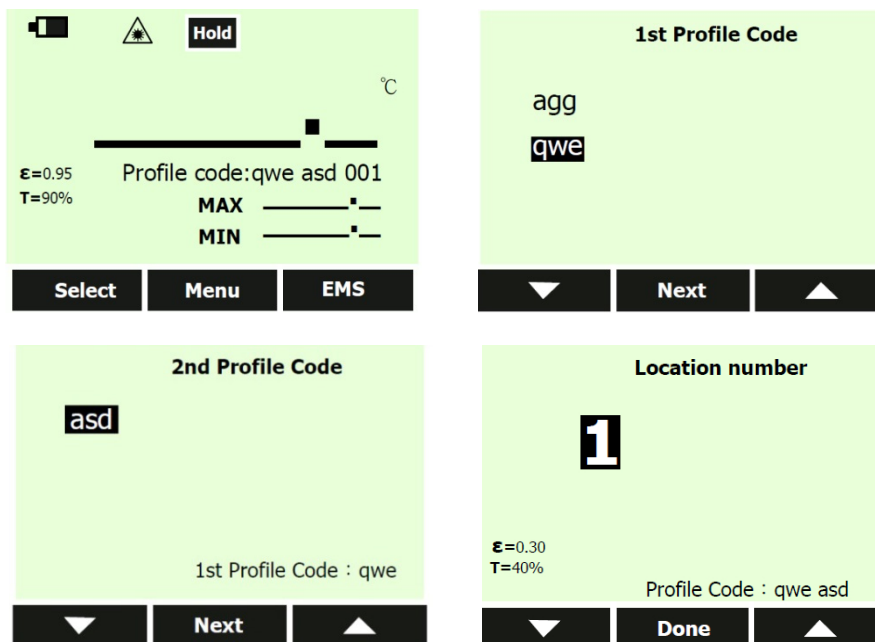 Hold
℃
ε=0.95
Profile code:qwe asd 001
T=90%
MAX
MIN
Select Menu EMS
1st Profile Code
agg
qwe
Next
2nd Profile Code
asd
1st Profile Code : qwe
Next
Location number
1
ε=0.30
T=40%
Profile Code : qwe asd
Done